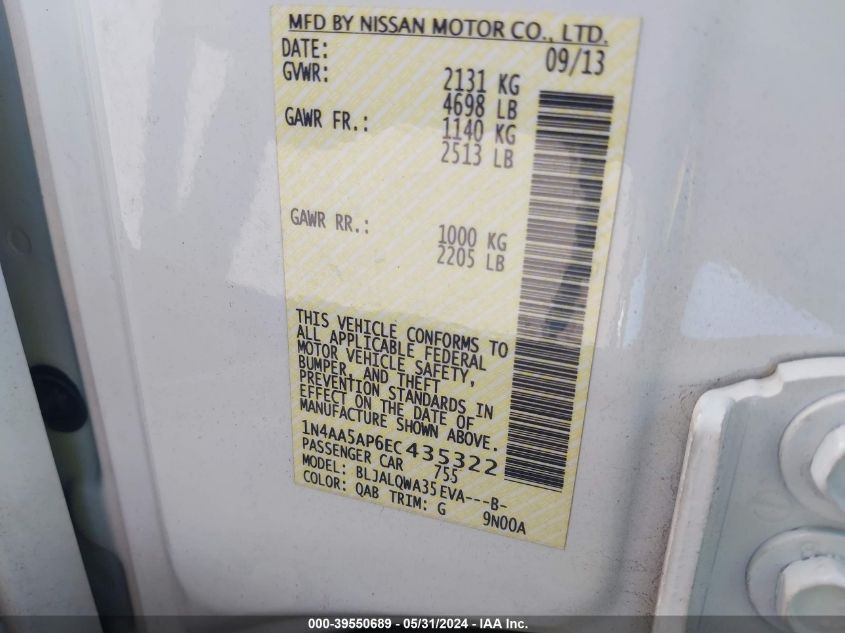 MFD BY NISSAN MOTOR CO., LTD.
DATE: 09/13
GVWR: 2131 KG
4698 LB
GAWR FR.: 1140 KG
2513 LB
GAWR RR.: 1000 KG
2205 LB
THIS VEHICLE CONFORMS TO
ALL APPLICABLE FEDERAL
MOTOR VEHICLE SAFETY,
BUMPER, AND THEFT
PREVENTION STANDARDS IN
EFFECT ON THE DATE OF
MANUFACTURE SHOWN ABOVE.
1N4AA5AP6EC435322
PASSENGER CAR 755
MODEL: BLJALQWA35EVA---B-
COLOR: QAB TRIM: G 9N00A
000-39550689 - 05/31/2024 - IAA Inc.